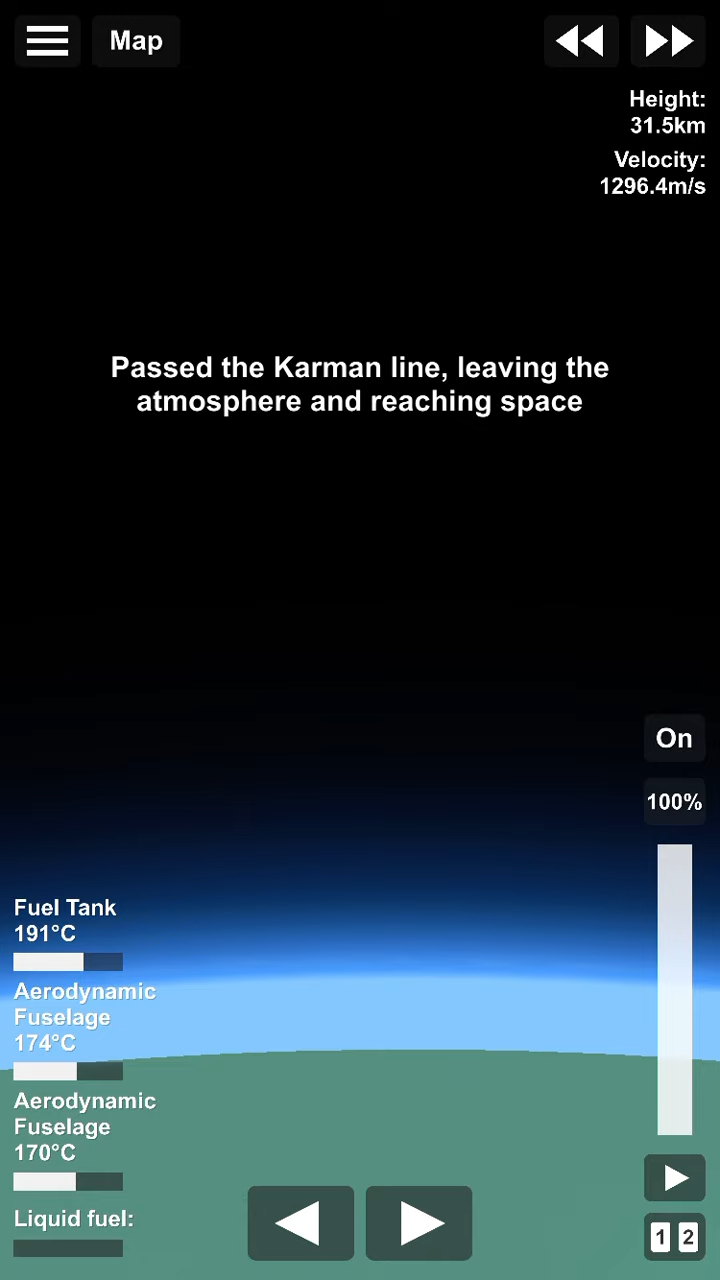 Map
Height:
31.5km
Velocity:
1296.4m/s
Passed the Karman line, leaving the
atmosphere and reaching space
On
100%
Fuel Tank
191°C
Aerodynamic
Fuselage
174°C
Aerodynamic
Fuselage
170°C
Liquid fuel:
1 2